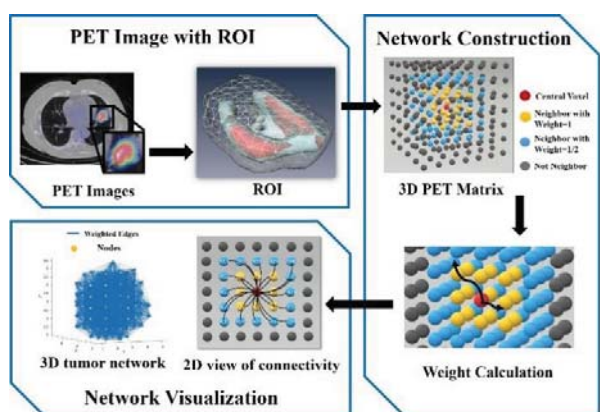 PET Image with ROI
PET Images
ROI
Network Construction
Central Voxel
Neighbor with
Weight=1
Neighbor with
Weight=1/2
Not Neighbor
3D PET Matrix
Weight Calculation
Weighted Edges
Nodes
3D tumor network
2D view of connectivity
Network Visualization